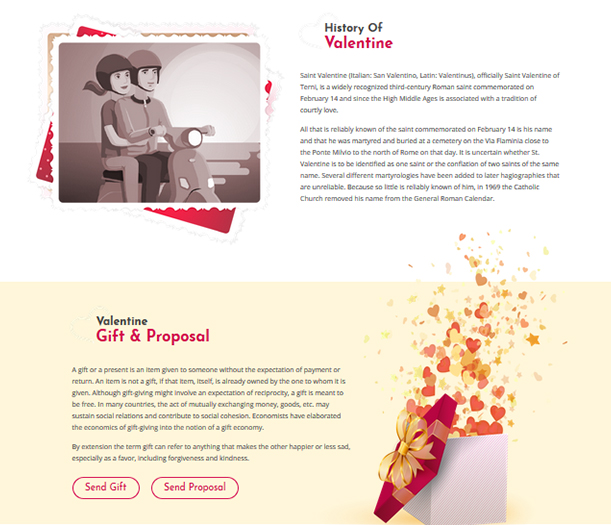 History Of
Valentine
Saint Valentine (Italian: San Valentino, Latin: Valentinus), officially Saint Valentine of
Terni, is a widely recognized third-century Roman saint commemorated on
February 14 and since the High Middle Ages is associated with a tradition of
courtly love.
All that is reliably known of the saint commemorated on February 14 is his name
and that he was martyred and buried at a cemetery on the Via Flaminia close to
the Ponte Milvio to the north of Rome on that day. It is uncertain whether St.
Valentine is to be identified as one saint or the conflation of two saints of the same
name. Several different martyrologies have been added to later hagiographies that
are unreliable. Because so little is reliably known of him, in 1969 the Catholic
Church removed his name from the General Roman Calendar.
Valentine
Gift & Proposal
A gift or a present is an item given to someone without the expectation of payment or
return. An item is not a gift, if that item, itself, is already owned by the one to whom it is
given. Although gift-giving might involve an expectation of reciprocity, a gift is meant to
be free. In many countries, the act of mutually exchanging money, goods, etc. may
sustain social relations and contribute to social cohesion. Economists have elaborated
the economics of gift-giving into the notion of a gift economy.
By extension the term gift can refer to anything that makes the other happier or less sad,
especially as a favor, including forgiveness and kindness.
Send Gift
Send Proposal